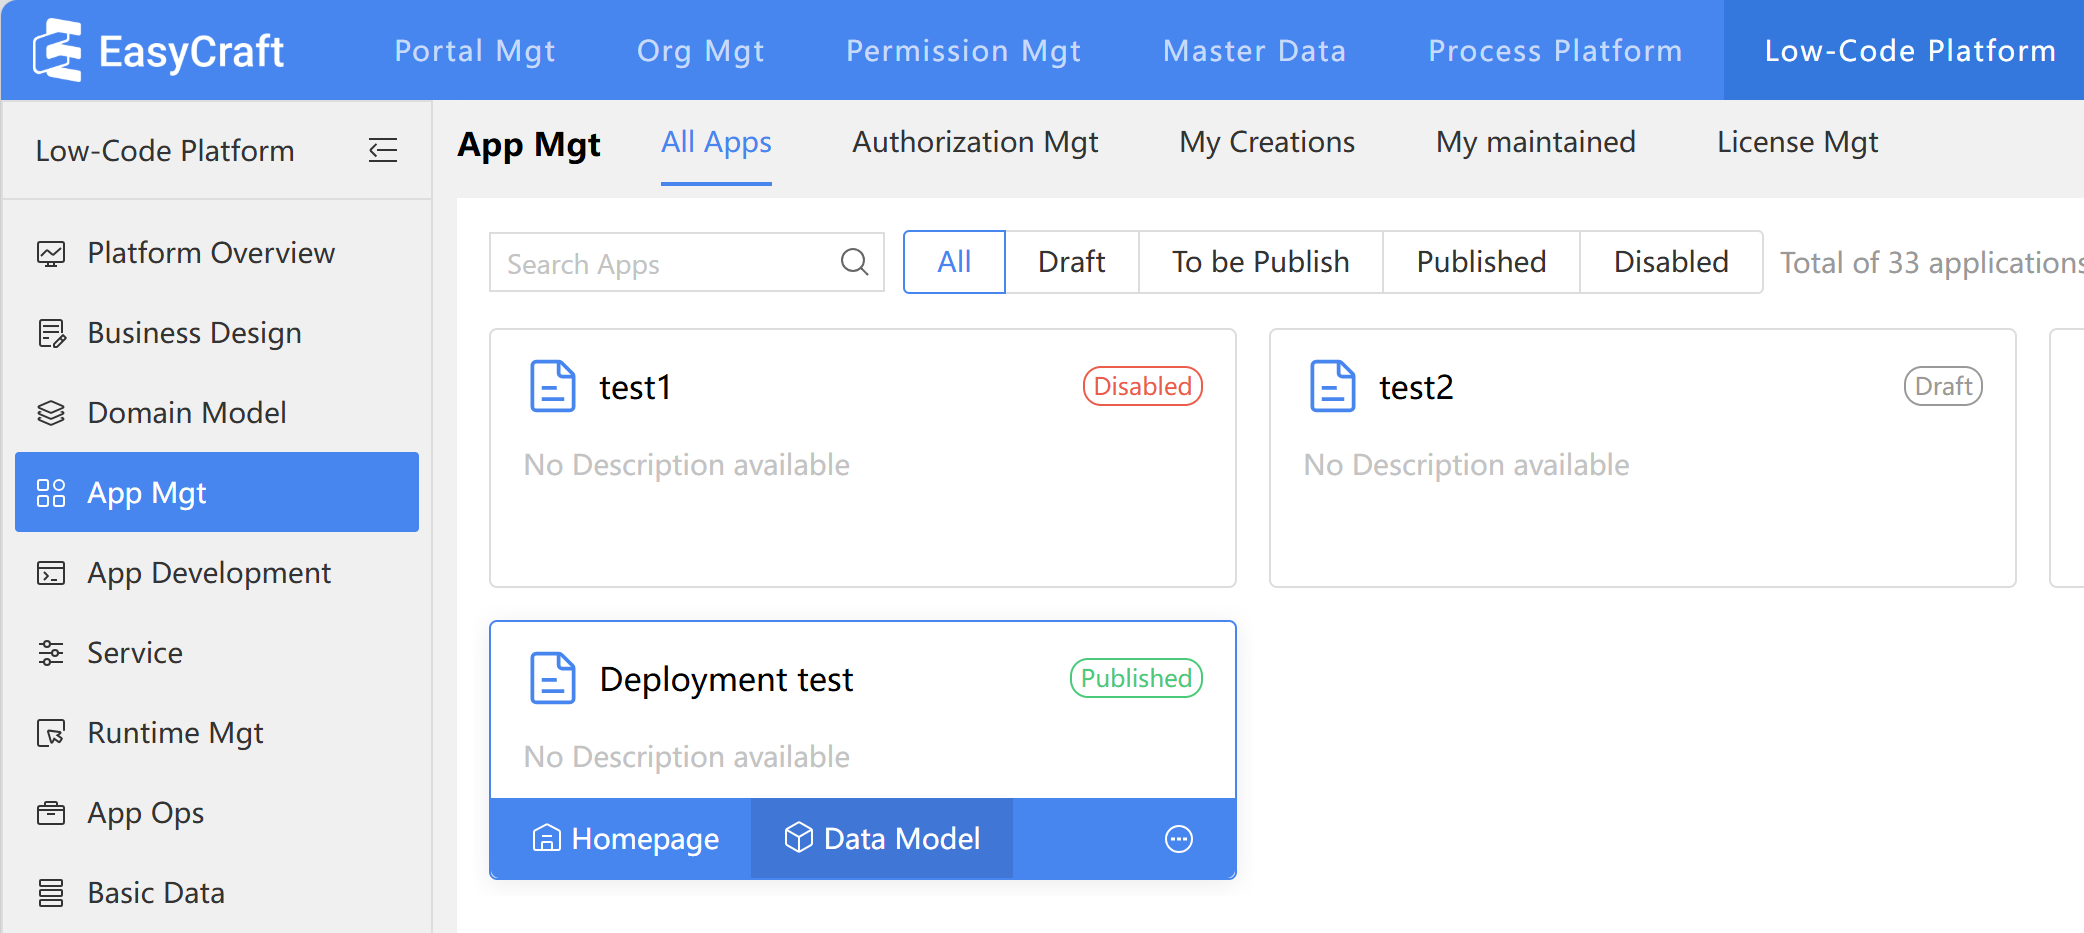 EasyCraft
Portal Mgt
Org Mgt
Permission Mgt
Master Data
Process Platform
Low-Code Platform
Low-Code Platform
Platform Overview
Business Design
Domain Model
App Mgt
App Development
Service
Runtime Mgt
App Ops
Basic Data
App Mgt
All Apps
Authorization Mgt
My Creations
My maintained
License Mgt
Search Apps
All
Draft
To be Publish
Published
Disabled
Total of 33 applications
test1
Disabled
No Description available
test2
Draft
No Description available
Deployment test
Published
No Description available
Homepage
Data Model